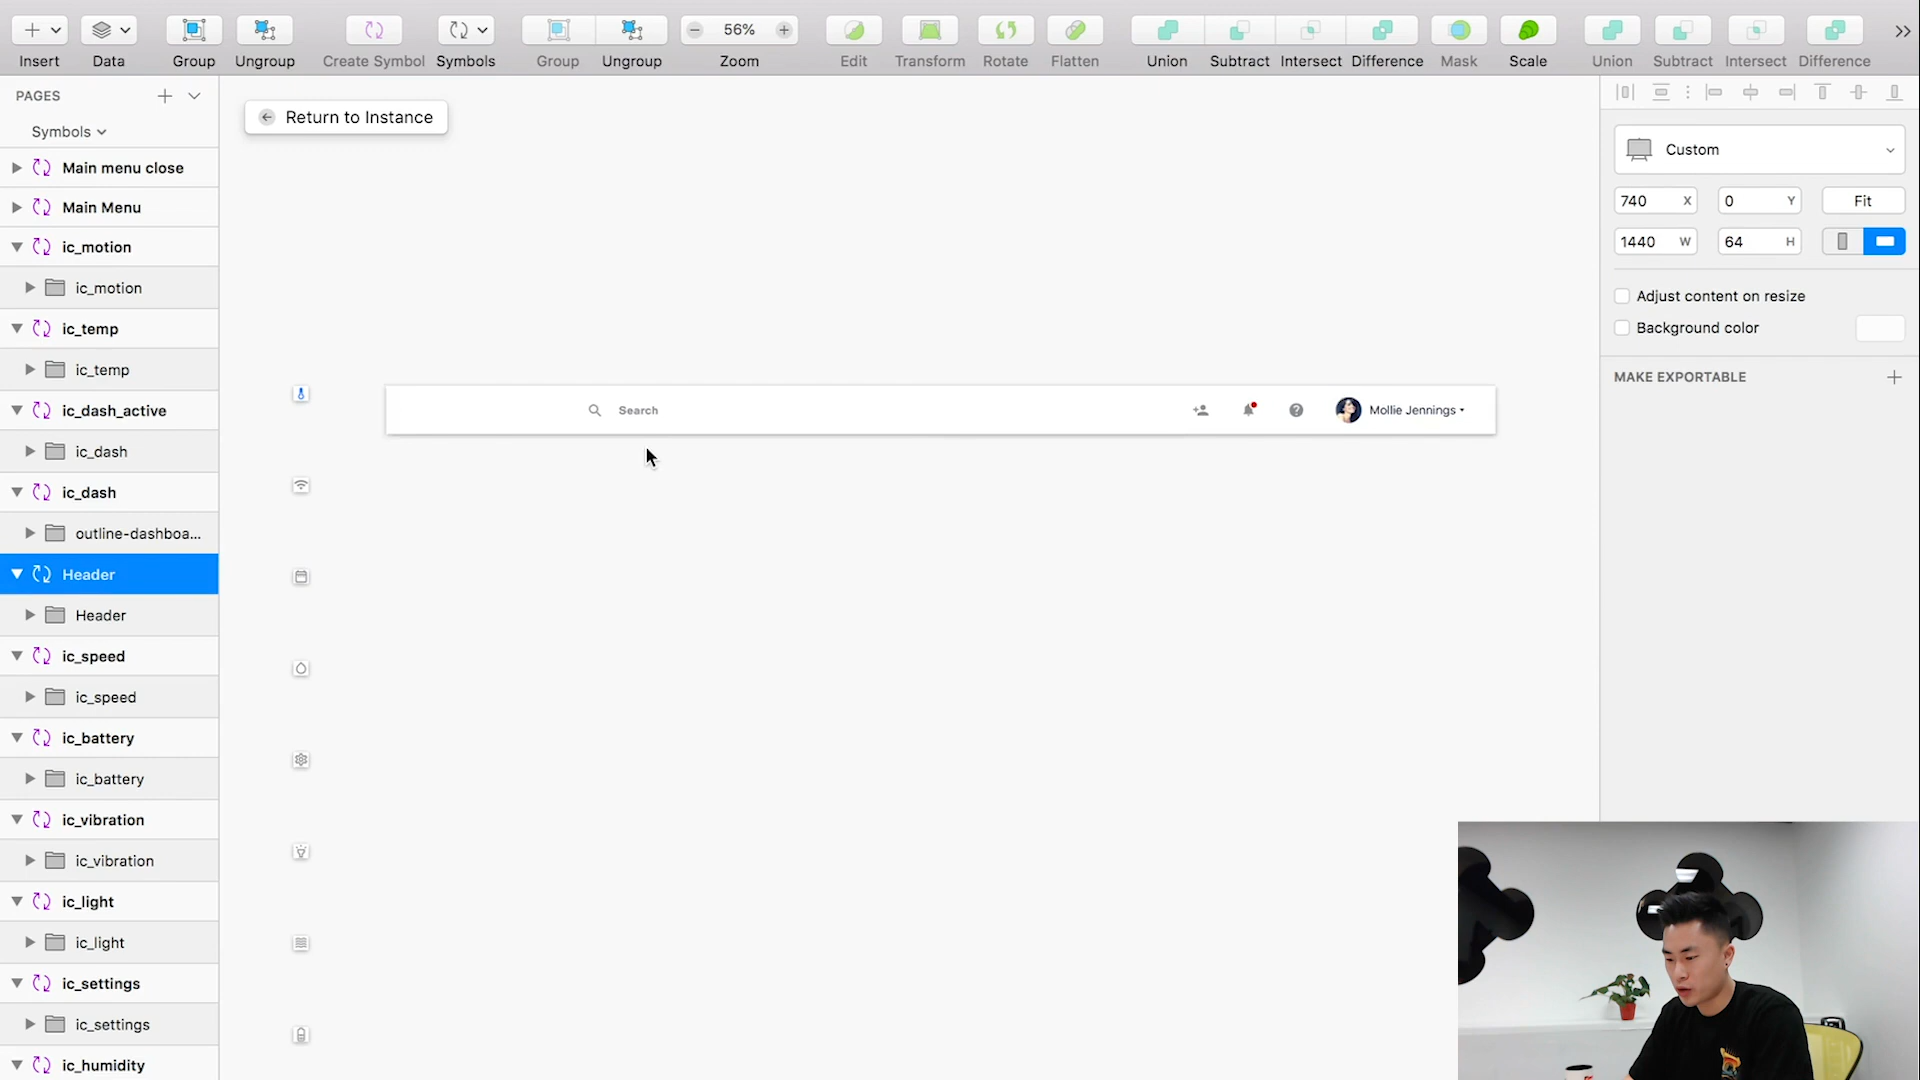 Insert
Data
Group
Ungroup
Create Symbol
Symbols
Group
Ungroup
56%
Zoom
Edit
Transform
Rotate
Flatten
Union
Subtract
Intersect
Difference
Mask
Scale
Union
Subtract
Intersect
Difference
PAGES
Symbols
Main menu close
Main Menu
ic_motion
ic_motion
ic_temp
ic_temp
ic_dash_active
ic_dash
ic_dash
outline-dashboa...
Header
Header
ic_speed
ic_speed
ic_battery
ic_battery
ic_vibration
ic_vibration
ic_light
ic_light
ic_settings
ic_settings
ic_humidity
Return to Instance
Search
Mollie Jennings
Custom
740 X
0 Y
Fit
1440 W
64 H
Adjust content on resize
Background color
MAKE EXPORTABLE